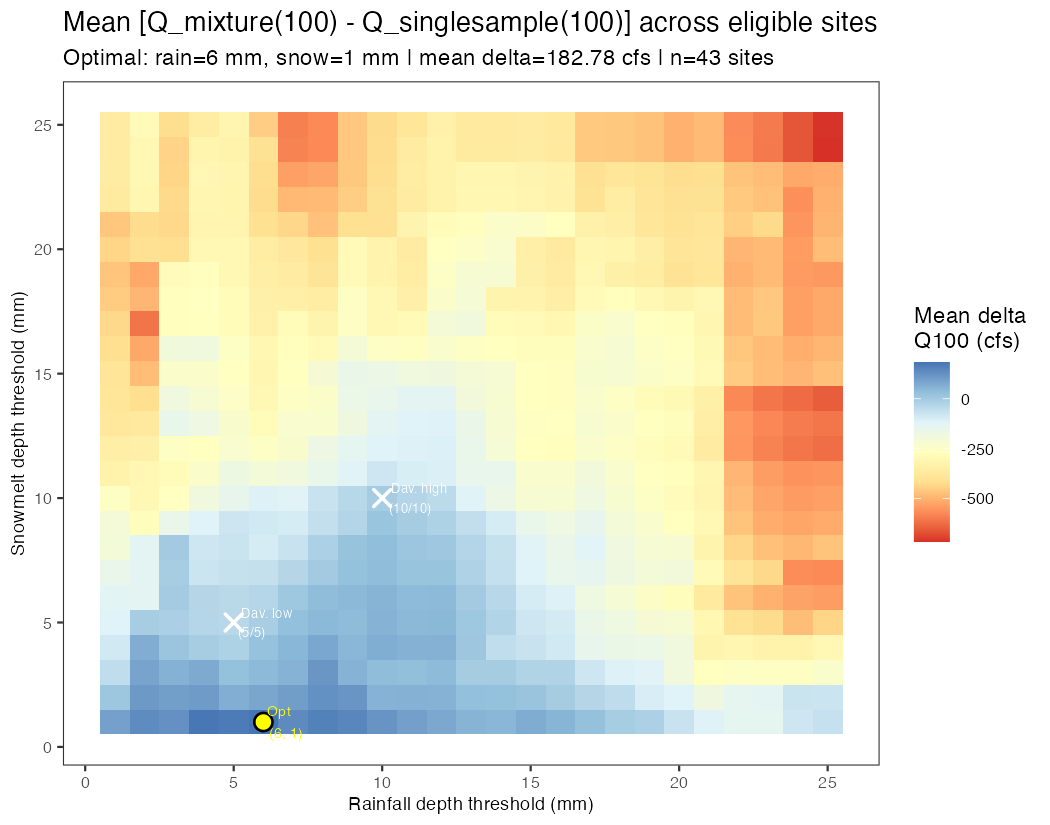 Mean [Q_mixture(100) - Q_singlesample(100)] across eligible sites
Optimal: rain=6 mm, snow=1 mm | mean delta=182.78 cfs | n=43 sites
25
20
15
10
5
0
Snowmelt depth threshold (mm)
Dav. high
(10/10)
Dav. low
(5/5)
Opt
(6, 1)
0
5
10
15
20
25
Rainfall depth threshold (mm)
Mean delta
Q100 (cfs)
0
-250
-500